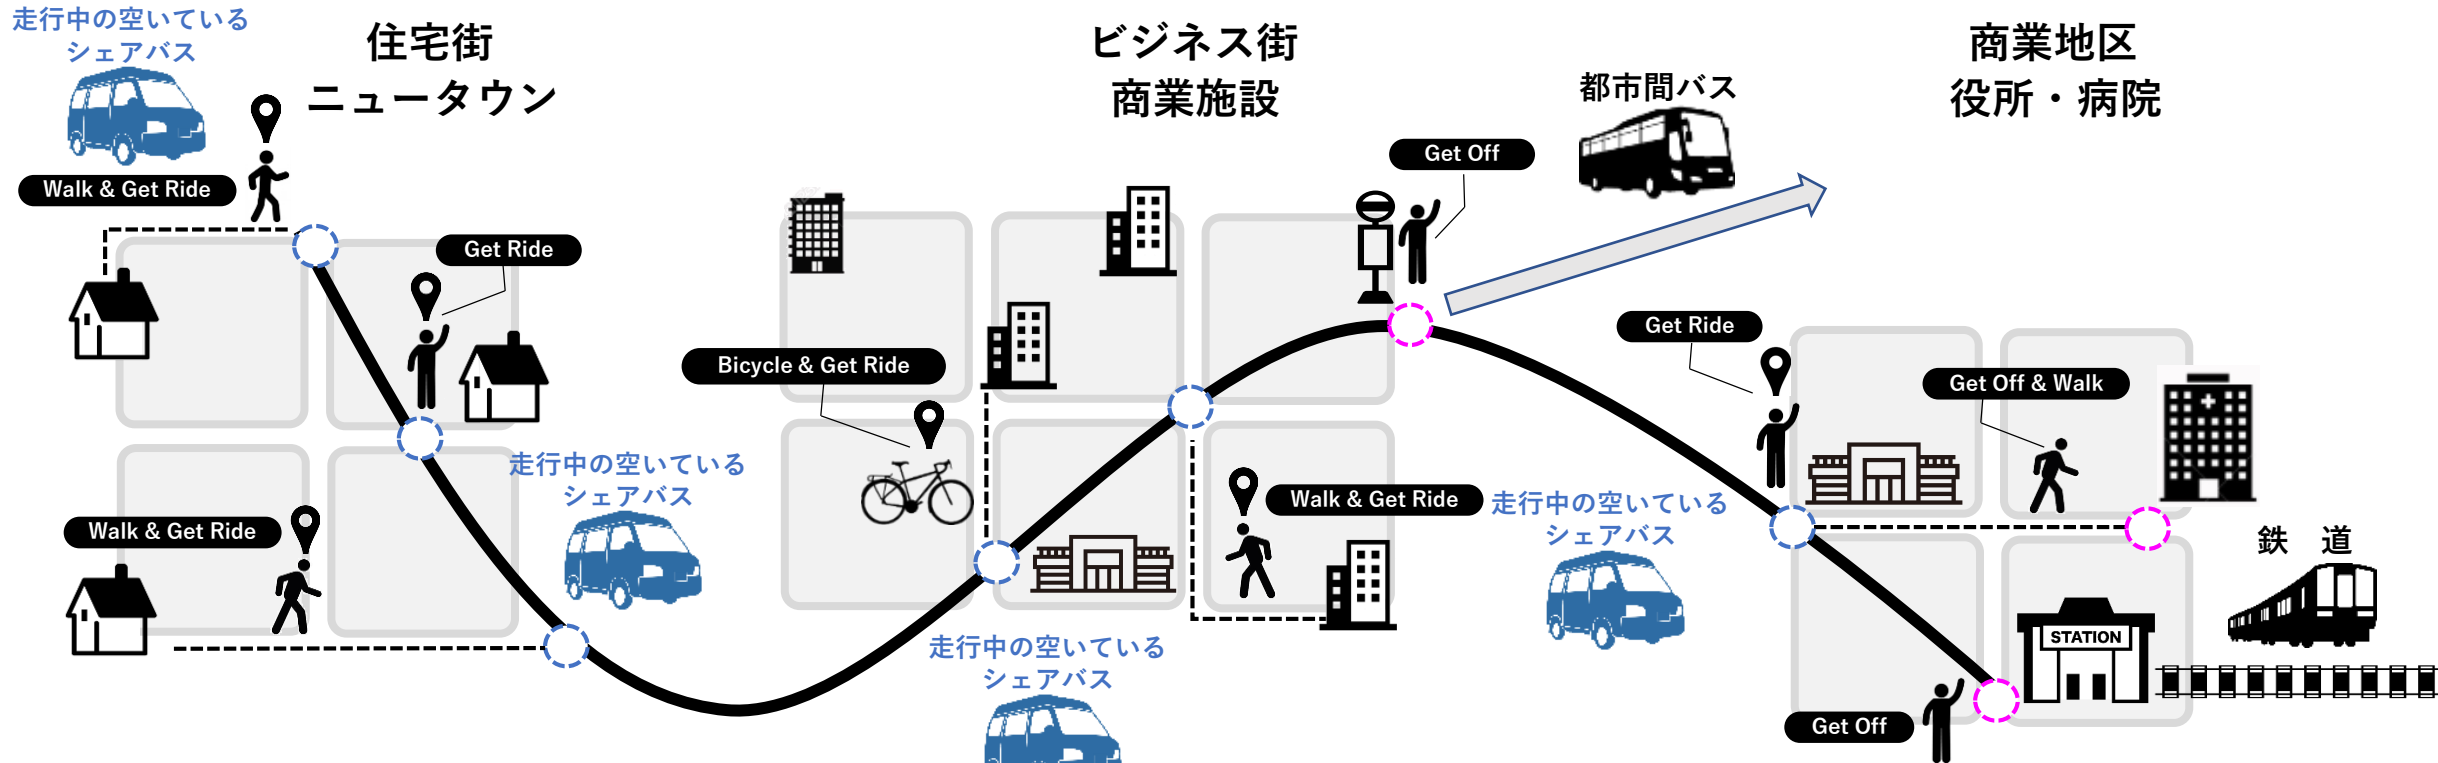 走行中の空いている
シェアバス
住宅街
ニュータウン
ビジネス街
商業施設
商業地区
役所・病院
都市間バス
Get Off
Walk & Get Ride
Get Ride
Get Ride
Bicycle & Get Ride
Get Off & Walk
走行中の空いている
シェアバス
Walk & Get Ride
走行中の空いている
シェアバス
Walk & Get Ride
鉄 道
走行中の空いている
シェアバス
STATION
Get Off